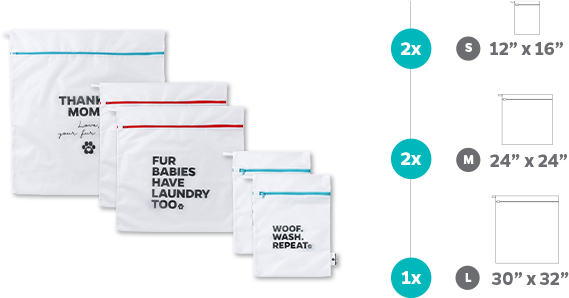 THANK
MOM
Love,
your fur
FUR
BABIES
HAVE
LAUNDRY
TOO
WOOF.
WASH.
REPEAT
2x S 12” x 16”
2x M 24” x 24”
1x L 30” x 32”